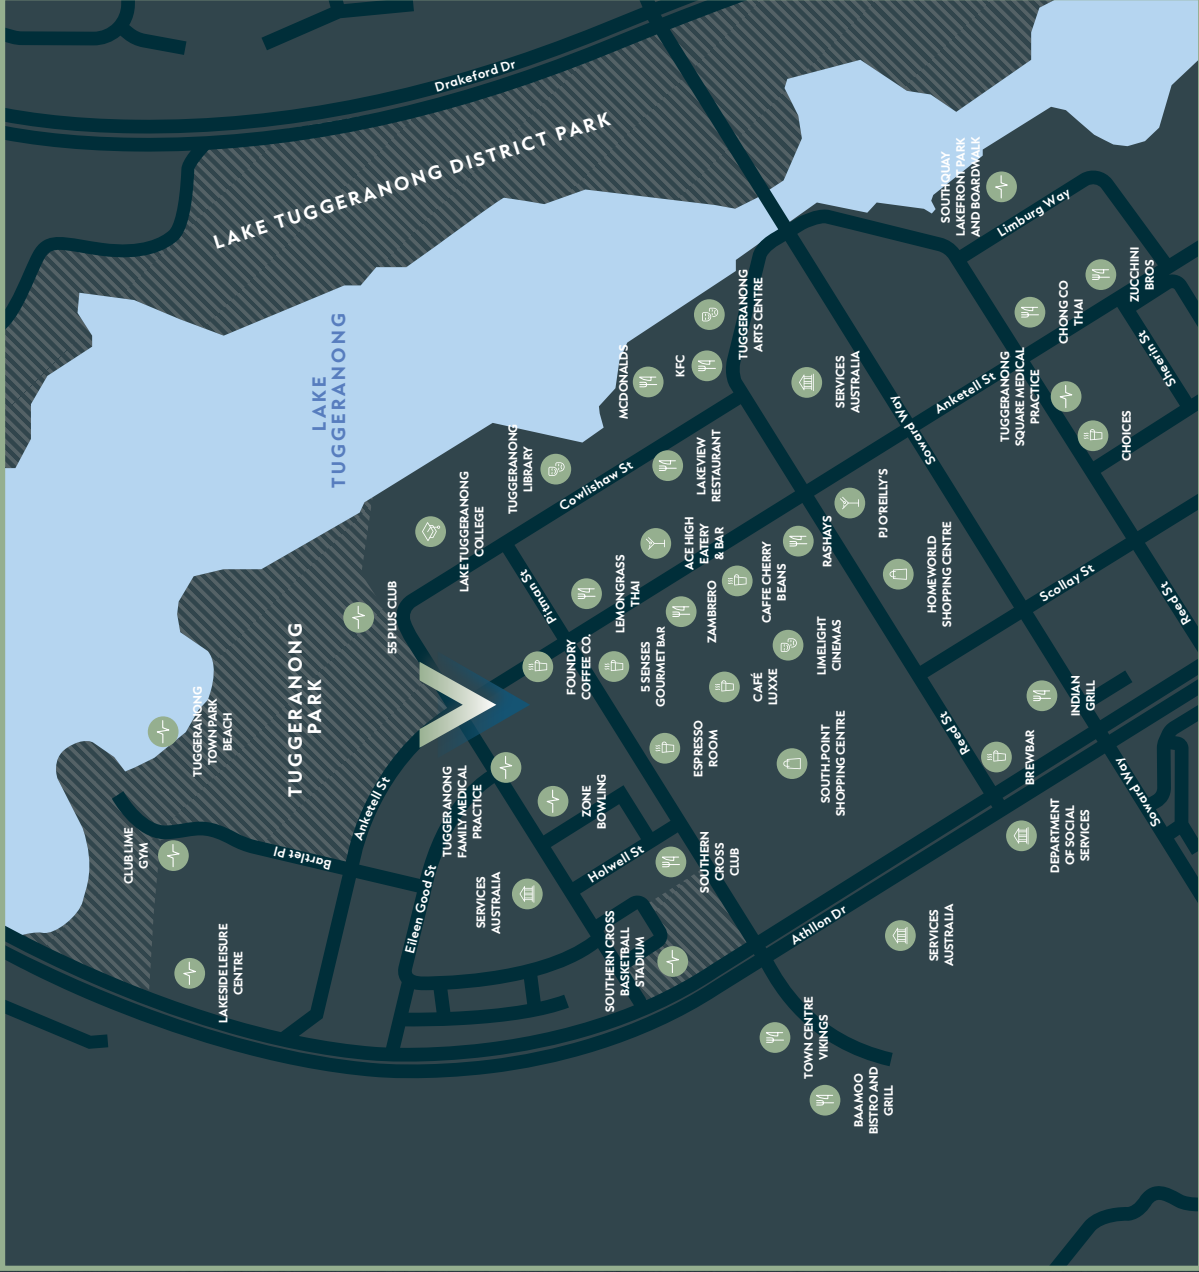 Drakeford Dr
LAKE TUGGERANONG DISTRICT PARK
SOUTHQUAY
LAKEFRONT PARK
AND BOARDWALK
Limburg Way
ZUCCHINI
BROS
CHONG CO
THAI
TUGGERANONG
ARTS CENTRE
KFC
MCDONALDS
SERVICES
AUSTRALIA
LAKE
TUGGERANONG
Sheerin St
TUGGERANONG
SQUARE MEDICAL
PRACTICE
Anketell St
CHOICES
Soward Way
TUGGERANONG
LIBRARY
Cowlishaw St
LAKEVIEW
RESTAURANT
LAKE TUGGERANONG
COLLEGE
PJ O'REILLY'S
RASHAYS
ACE HIGH
EATERY
& BAR
HOMEWORLD
SHOPPING CENTRE
Scollay St
Reed St
55 PLUS CLUB
Pitman St
LEMONGRASS
THAI
CAFFE CHERRY
BEANS
ZAMBRERO
FOUNDRY
COFFEE CO.
5 SENSES
GOURMET BAR
LIMELIGHT
CINEMAS
CAFÉ
LUXXE
INDIAN
GRILL
TUGGERANONG
PARK
TUGGERANONG
TOWN PARK
BEACH
ESPRESSO
ROOM
SOUTH.POINT
SHOPPING CENTRE
Reed St
BREWBAR
Soward Way
Anketell St
TUGGERANONG
FAMILY MEDICAL
PRACTICE
ZONE
BOWLING
DEPARTMENT
OF SOCIAL
SERVICES
CLUB LIME
GYM
Bartlet Pl
Holwell St
SOUTHERN
CROSS
CLUB
Eileen Good St
SERVICES
AUSTRALIA
Athllon Dr
SERVICES
AUSTRALIA
SOUTHERN CROSS
BASKETBALL
STADIUM
LAKESIDE LEISURE
CENTRE
TOWN CENTRE
VIKINGS
BAAMOO
BISTRO AND
GRILL